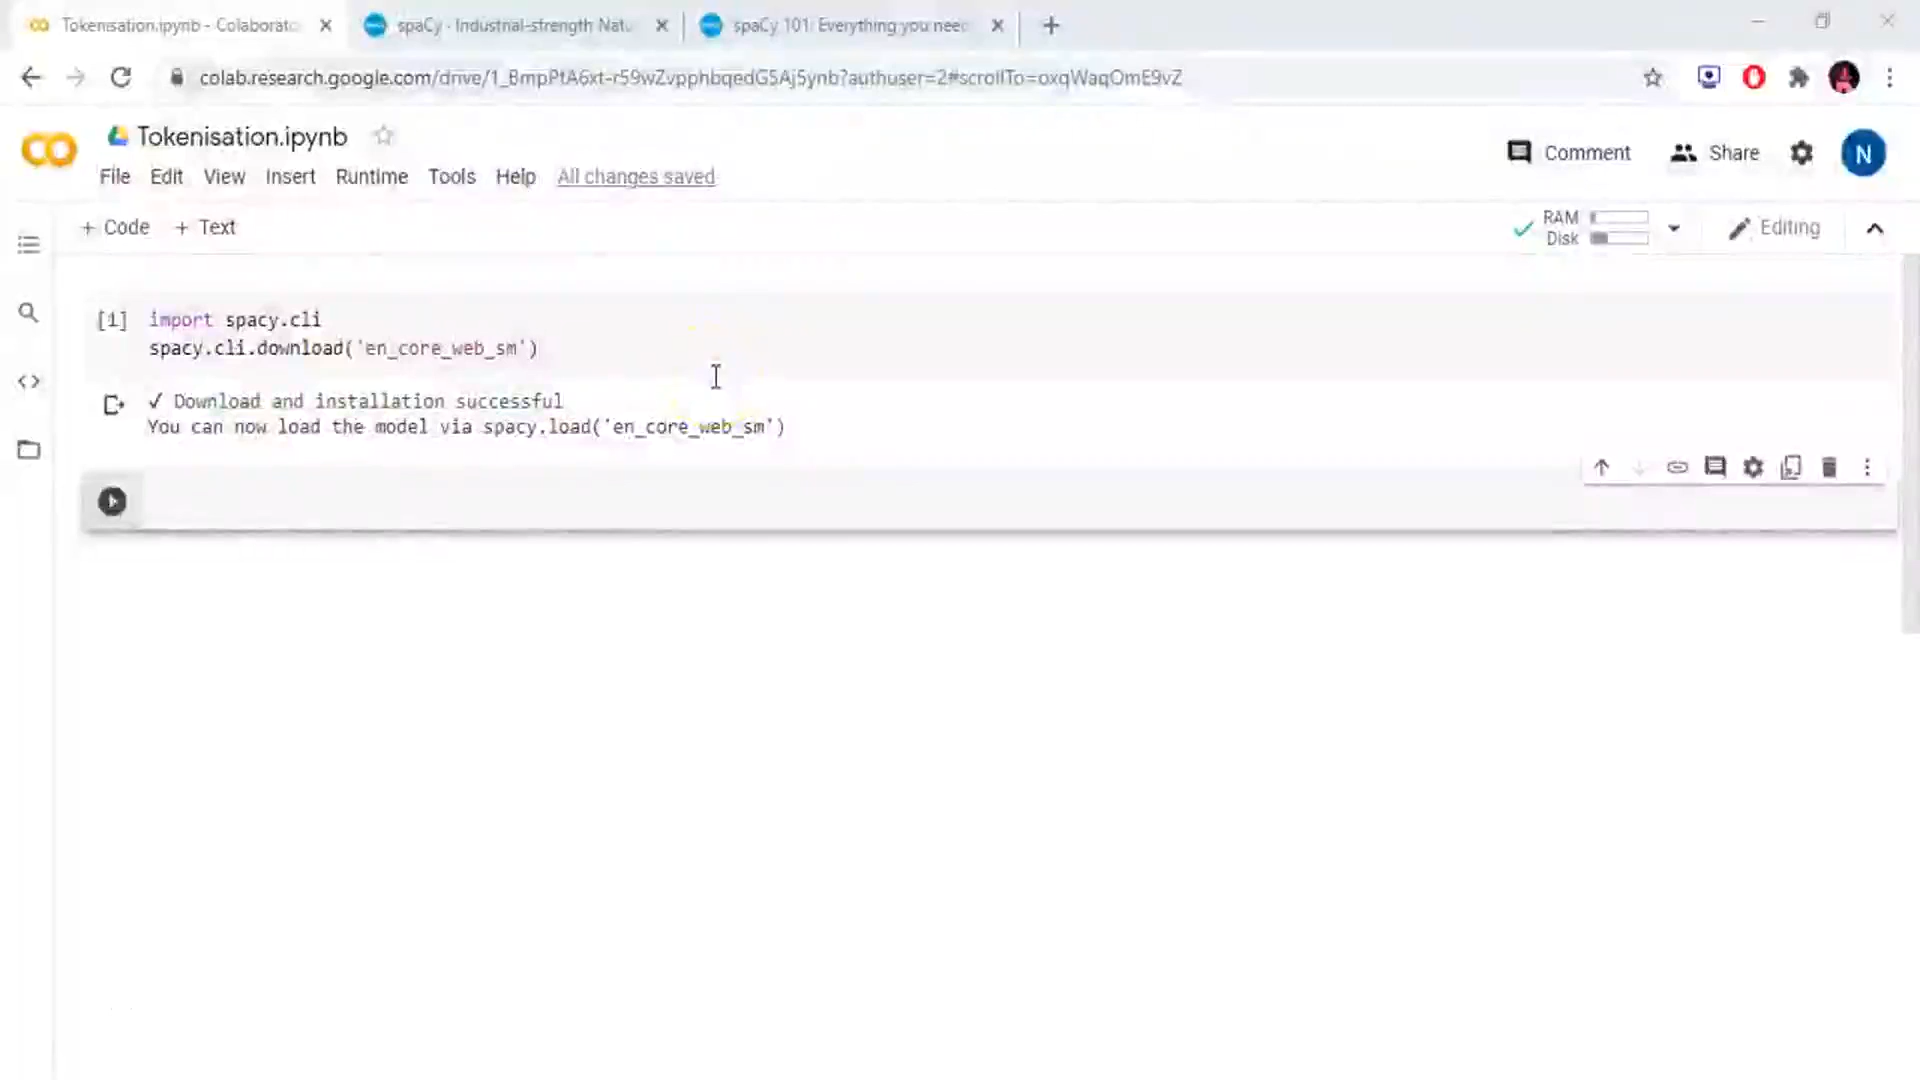 Tokenisation.ipynb - Colaborato
spaCy · Industrial-strength Natu
spaCy 101: Everything you need
colab.research.google.com/drive/1_BmpPtA6xt-r59wZvpphbqedG5Aj5ynb?authuser=2#scrollTo=oxqWaqOmE9vZ
Tokenisation.ipynb
File Edit View Insert Runtime Tools Help All changes saved
Comment Share N
+ Code + Text
RAM
Disk
Editing
[1] import spacy.cli
spacy.cli.download('en_core_web_sm')
✓ Download and installation successful
You can now load the model via spacy.load('en_core_web_sm')